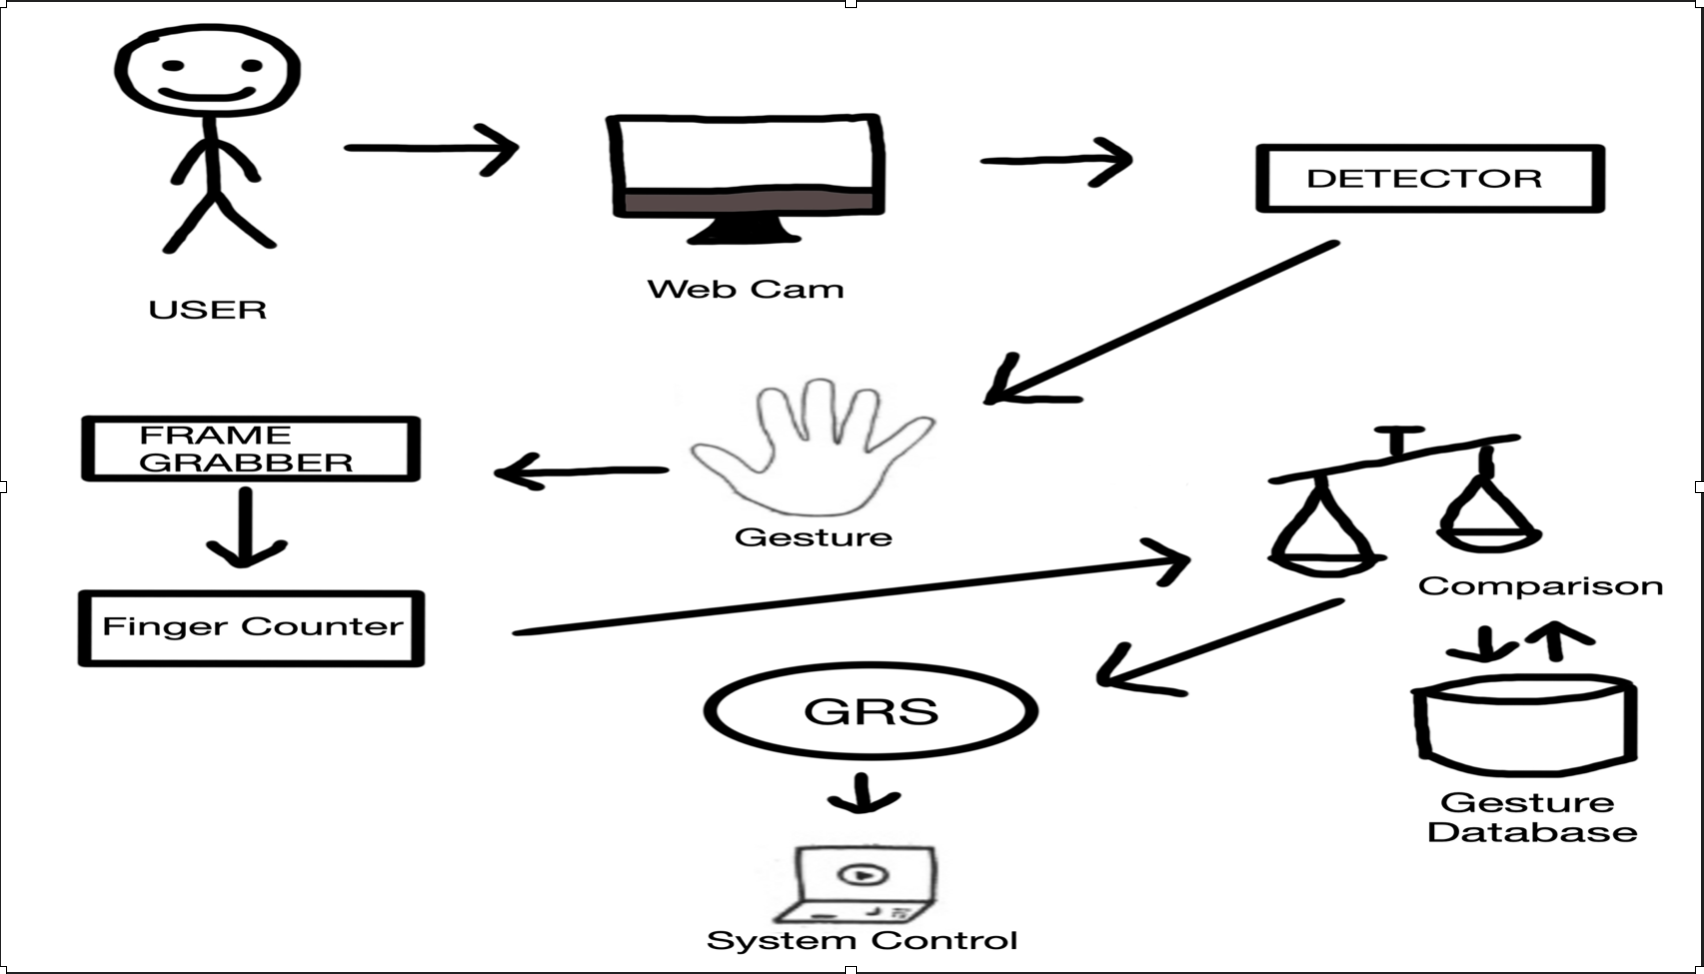 USER
Web Cam
DETECTOR
FRAME
GRABBER
Gesture
Finger Counter
Comparison
GRS
Gesture
Database
System Control